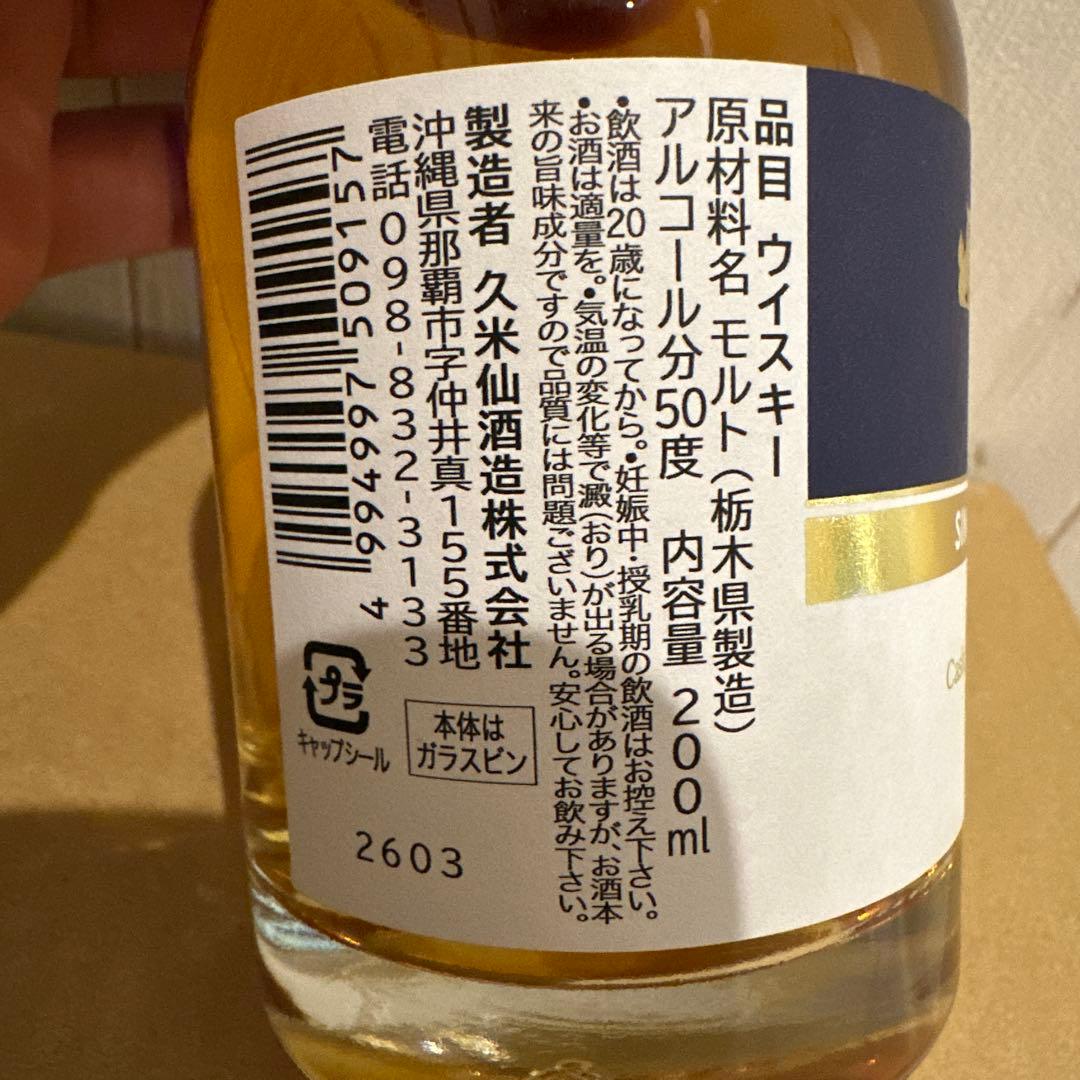 品目 ウイスキー
原材料名 モルト（栃木県製造）
アルコール分50度 内容量 200ml
・飲酒は20歳になってから。・妊娠中・授乳期の飲酒はお控え下さい。
・お酒は適量を。・気温の変化等で澱（おり）が出る場合がありますが、お酒本
来の旨味成分ですので品質には問題ございません。安心してお飲み下さい。
製造者 久米仙酒造株式会社
沖縄県那覇市字仲井真155番地
電話 098-832-3133
4 994997 509157
プラ
キャップシール
本体は
ガラスビン
2603